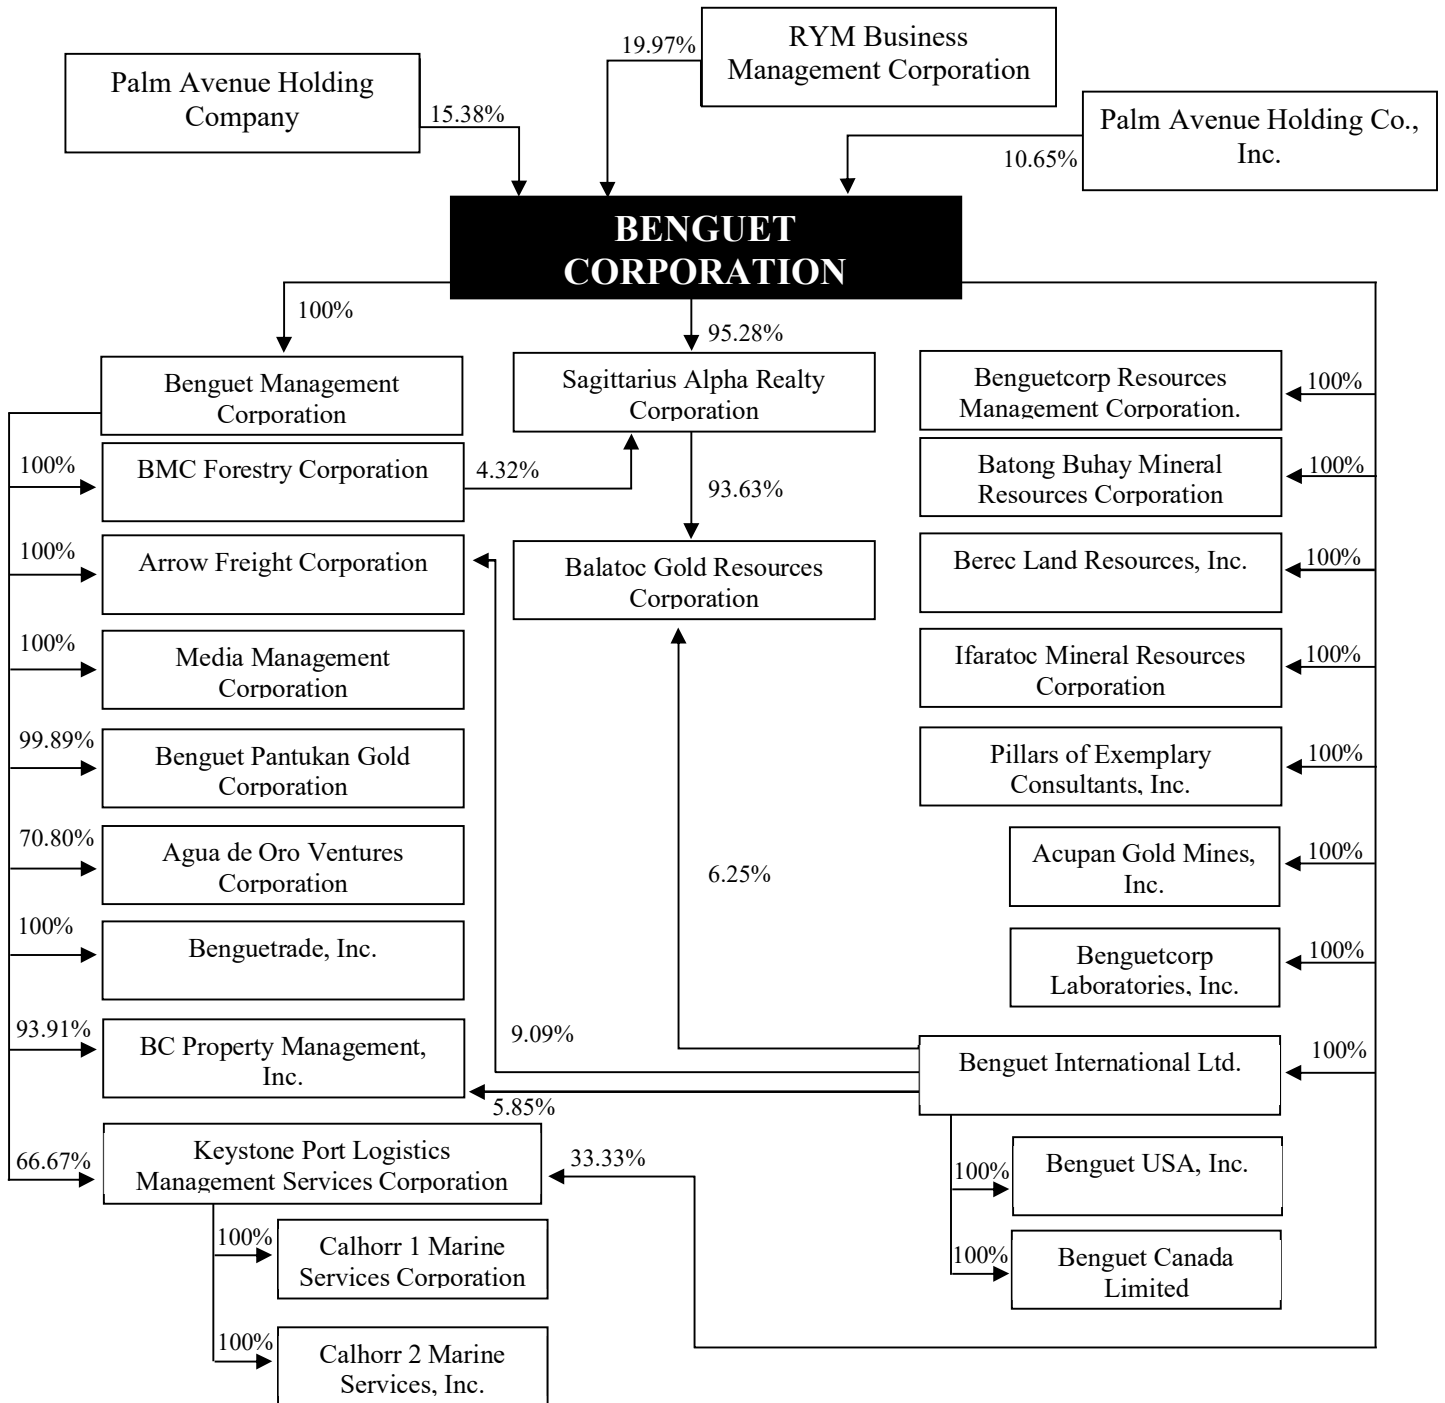 RYM Business
Management Corporation
19.97%
Palm Avenue Holding
Company
15.38%
Palm Avenue Holding Co.,
Inc.
10.65%
BENGUET
CORPORATION
100%
95.28%
Benguet Management
Corporation
Sagittarius Alpha Realty
Corporation
Benguetcorp Resources
Management Corporation.
100%
100%
BMC Forestry Corporation
4.32%
93.63%
Batong Buhay Mineral
Resources Corporation
100%
100%
Arrow Freight Corporation
Balatoc Gold Resources
Corporation
Berec Land Resources, Inc.
100%
100%
Media Management
Corporation
Ifaratoc Mineral Resources
Corporation
100%
99.89%
Benguet Pantukan Gold
Corporation
Pillars of Exemplary
Consultants, Inc.
100%
70.80%
Agua de Oro Ventures
Corporation
6.25%
Acupan Gold Mines,
Inc.
100%
100%
Benguetrade, Inc.
Benguetcorp
Laboratories, Inc.
100%
93.91%
BC Property Management,
Inc.
9.09%
5.85%
Benguet International Ltd.
100%
66.67%
Keystone Port Logistics
Management Services Corporation
33.33%
100%
Benguet USA, Inc.
100%
Calhorr 1 Marine
Services Corporation
100%
Benguet Canada
Limited
100%
Calhorr 2 Marine
Services, Inc.